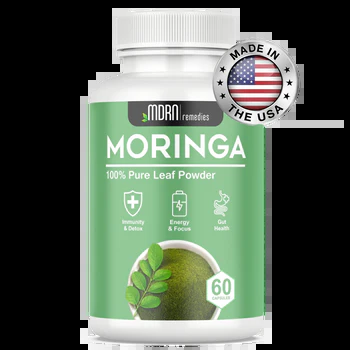 MDRN remedies
MORINGA
100% Pure Leaf Powder
Immunity
& Detox
Energy
& Focus
Gut
Health
60
CAPSULES
MADE IN
THE USA